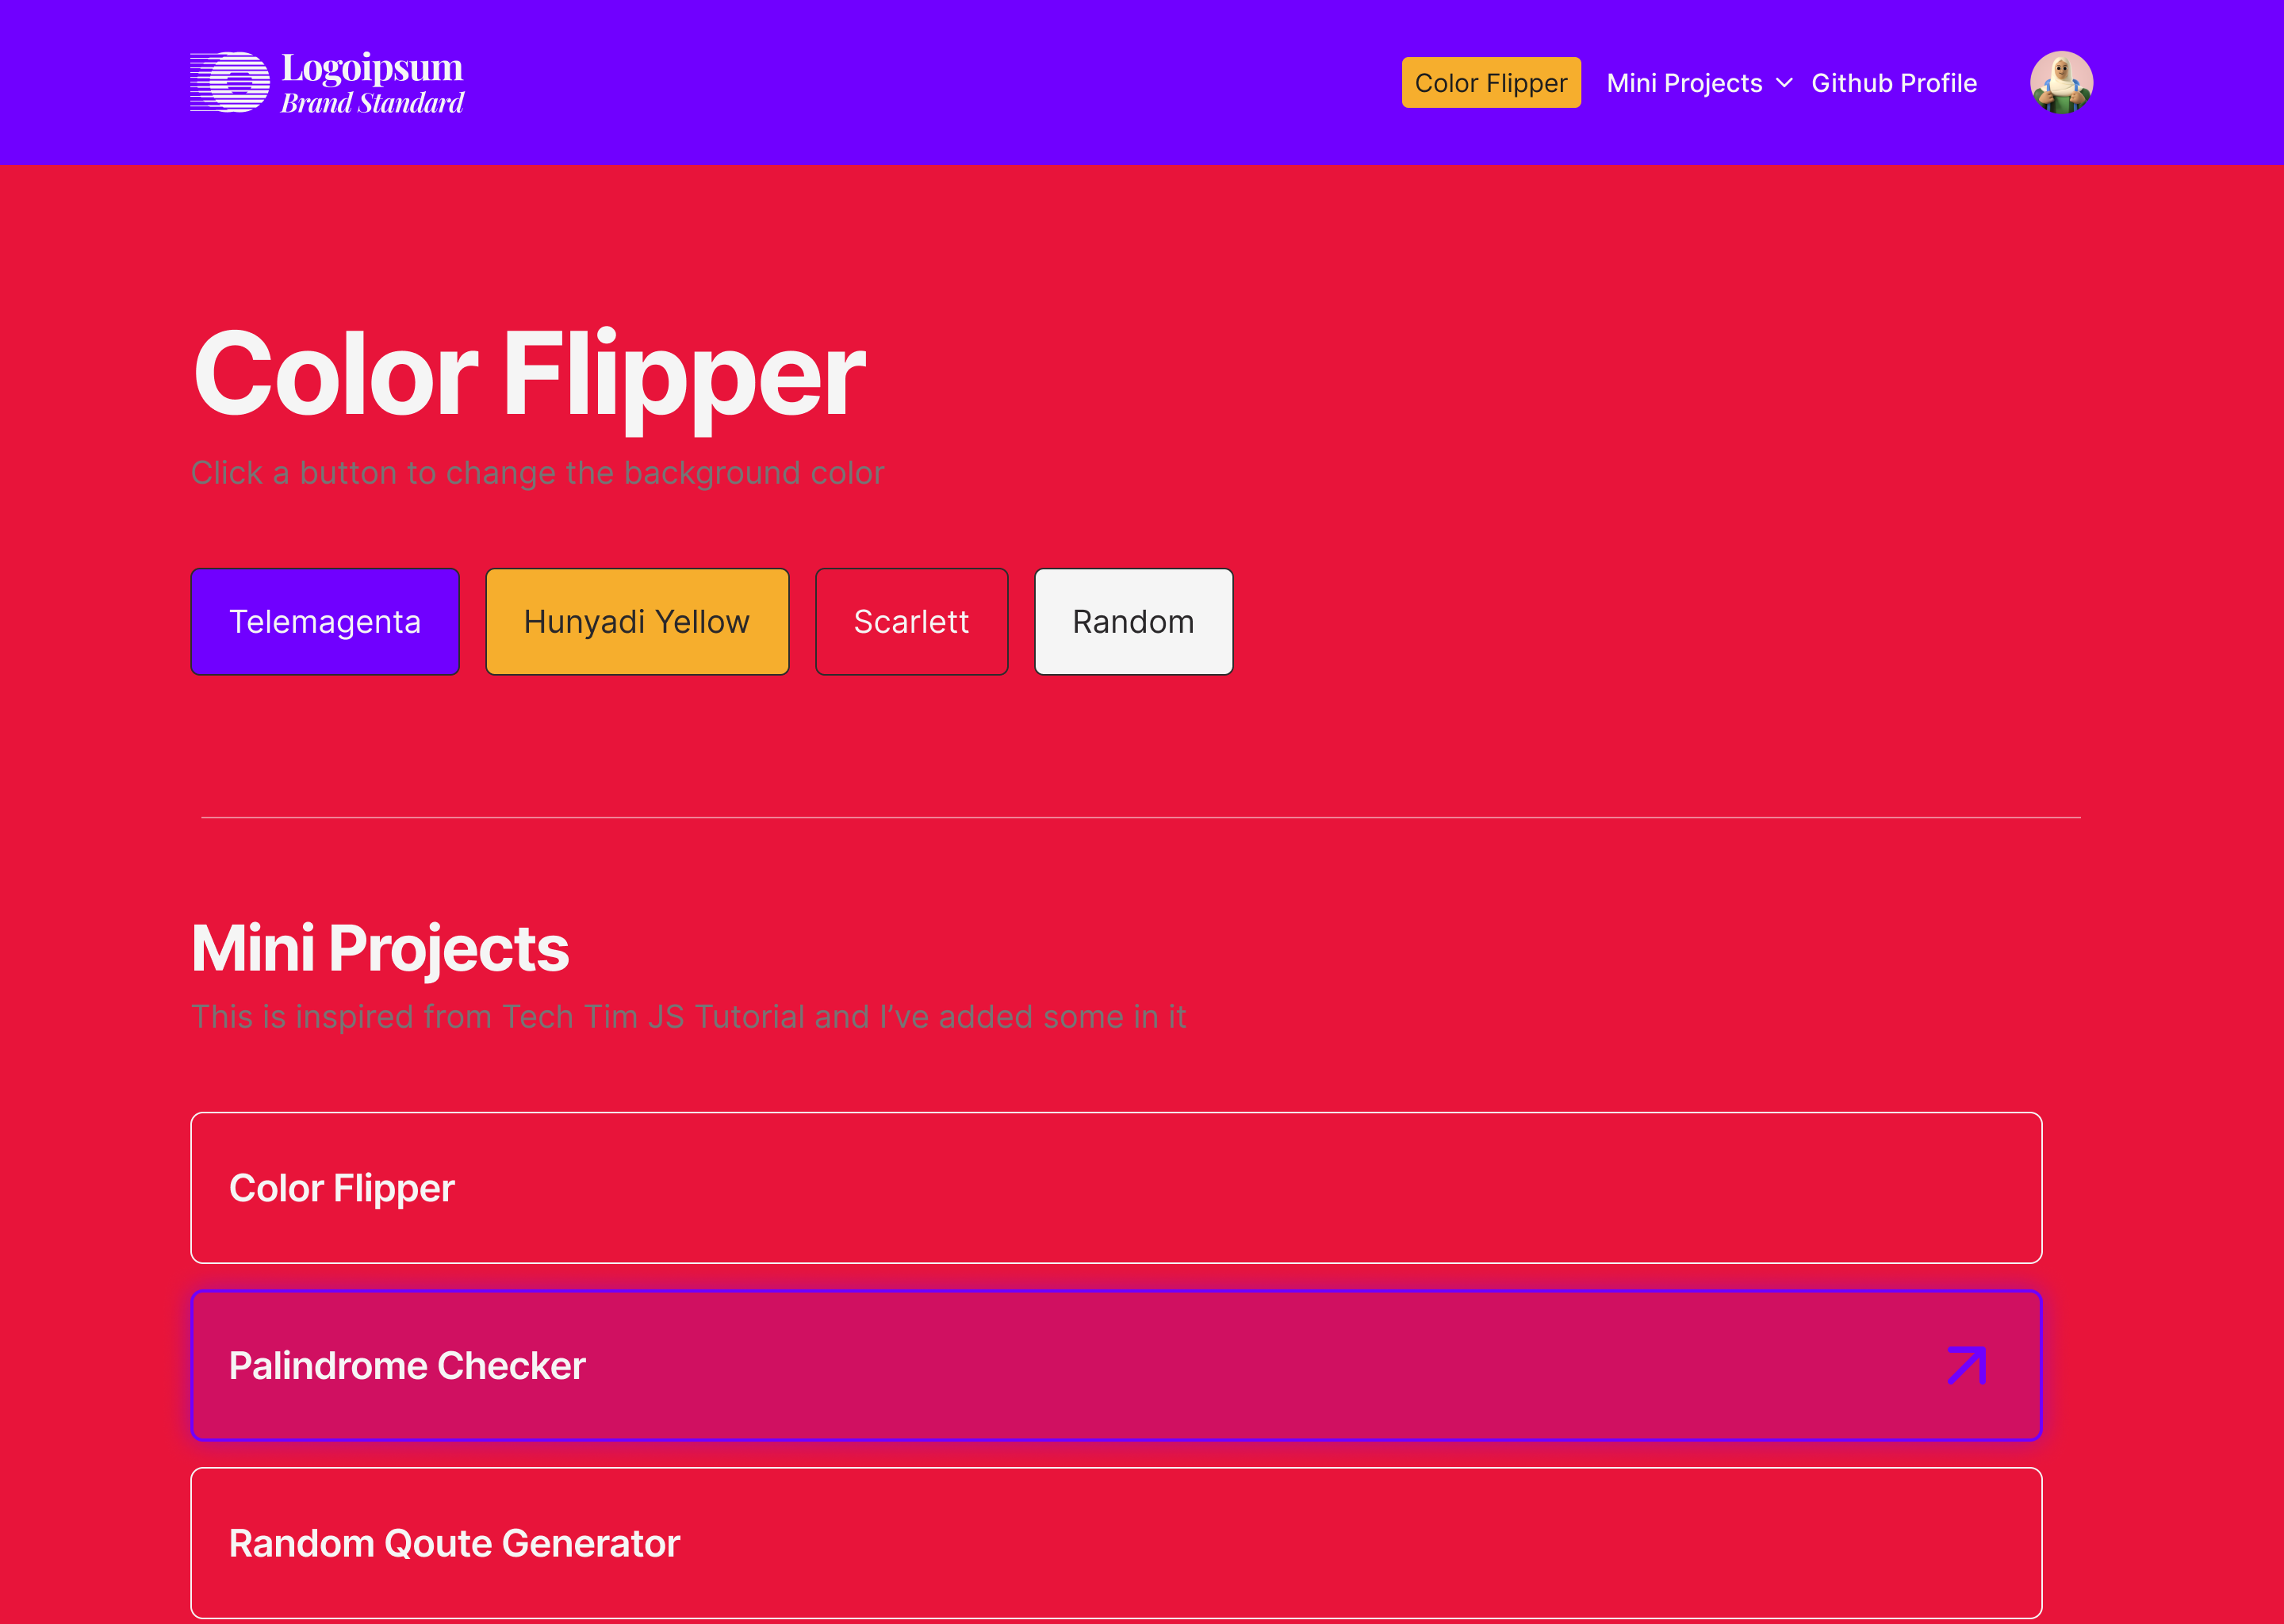 Logoipsum
Brand Standard
Color Flipper
Mini Projects
Github Profile
Color Flipper
Click a button to change the background color
Telemagenta
Hunyadi Yellow
Scarlett
Random
Mini Projects
This is inspired from Tech Tim JS Tutorial and I’ve added some in it
Color Flipper
Palindrome Checker
Random Qoute Generator